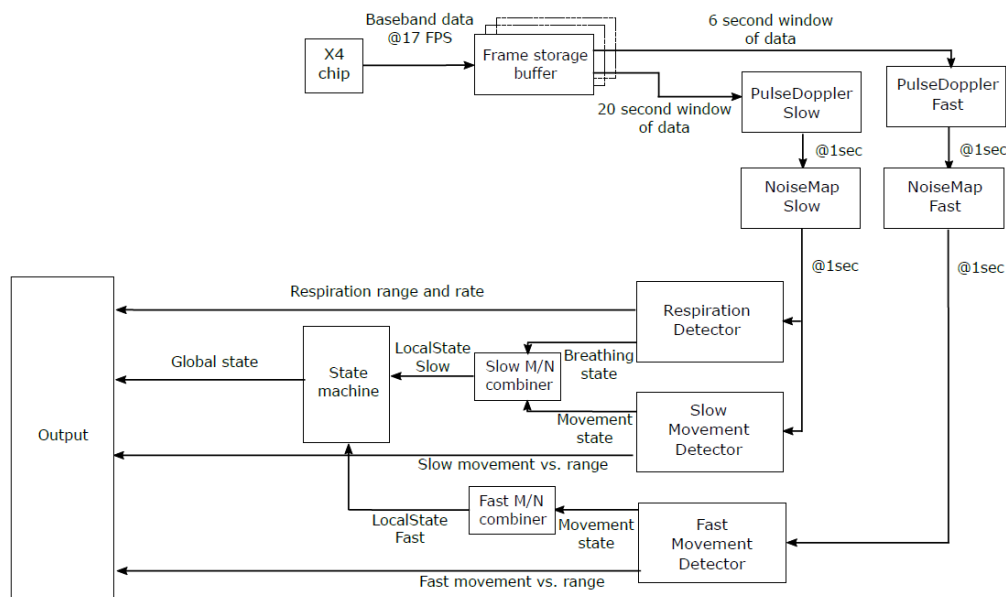 Baseband data
@17 FPS
6 second window
of data
X4
chip
Frame storage
buffer
20 second window
of data
PulseDoppler
Slow
PulseDoppler
Fast
@1sec
@1sec
NoiseMap
Slow
NoiseMap
Fast
@1sec
@1sec
Respiration range and rate
Respiration
Detector
Global state
State
machine
LocalState
Slow
Slow M/N
combiner
Breathing
state
Output
Movement
state
Slow
Movement
Detector
Slow movement vs. range
LocalState
Fast
Fast M/N
combiner
Movement
state
Fast
Movement
Detector
Fast movement vs. range